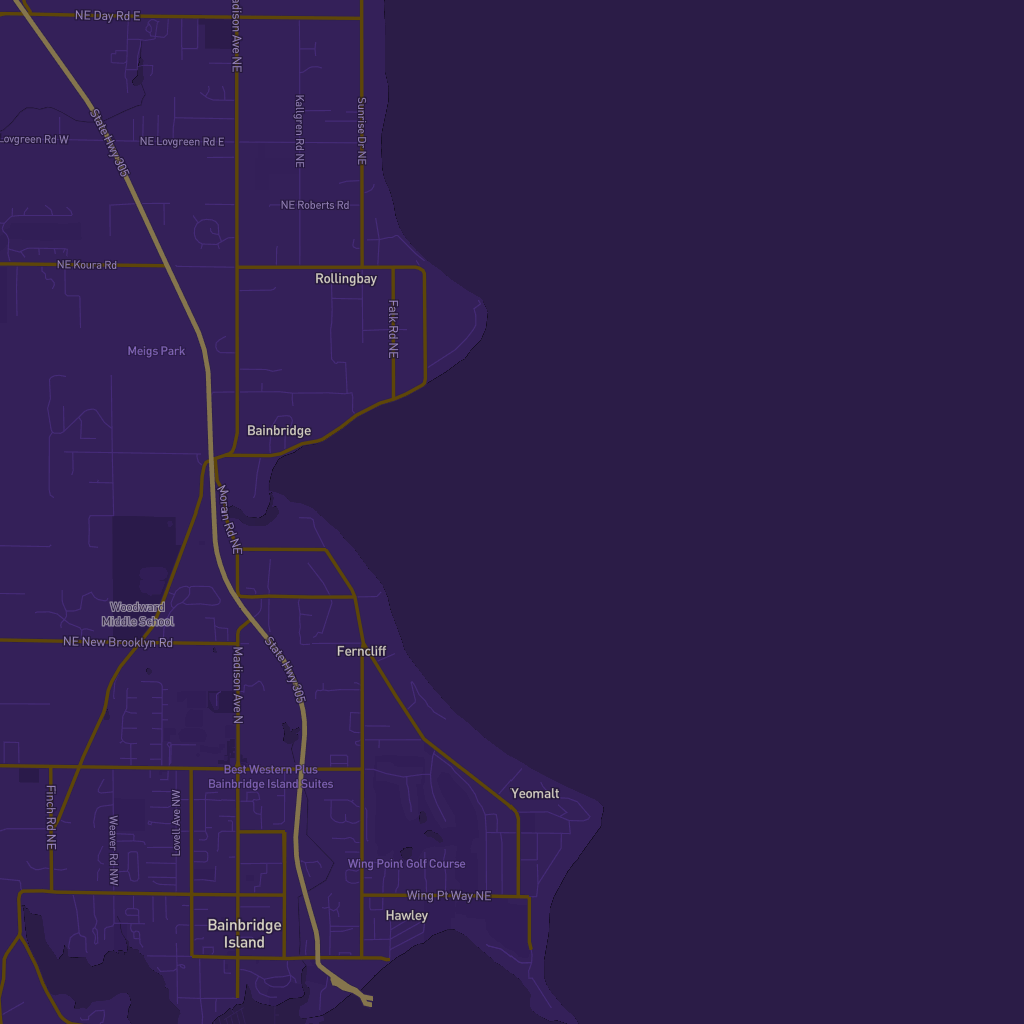 NE Day Rd E
adison Ave NE
State Hwy 305
Kallgren Rd NE
Sunrise Dr NE
Lovgreen Rd W
NE Lovgreen Rd E
NE Roberts Rd
NE Koura Rd
Rollingbay
Falk Rd NE
Meigs Park
Bainbridge
Moran Rd NE
Woodward
Middle School
NE New Brooklyn Rd
State Hwy 305
Ferncliff
Madison Ave N
Best Western Plus
Bainbridge Island Suites
Yeomalt
Finch Rd NE
Weaver Rd NW
Lovell Ave NW
Wing Point Golf Course
Wing Pt Way NE
Hawley
Bainbridge
Island